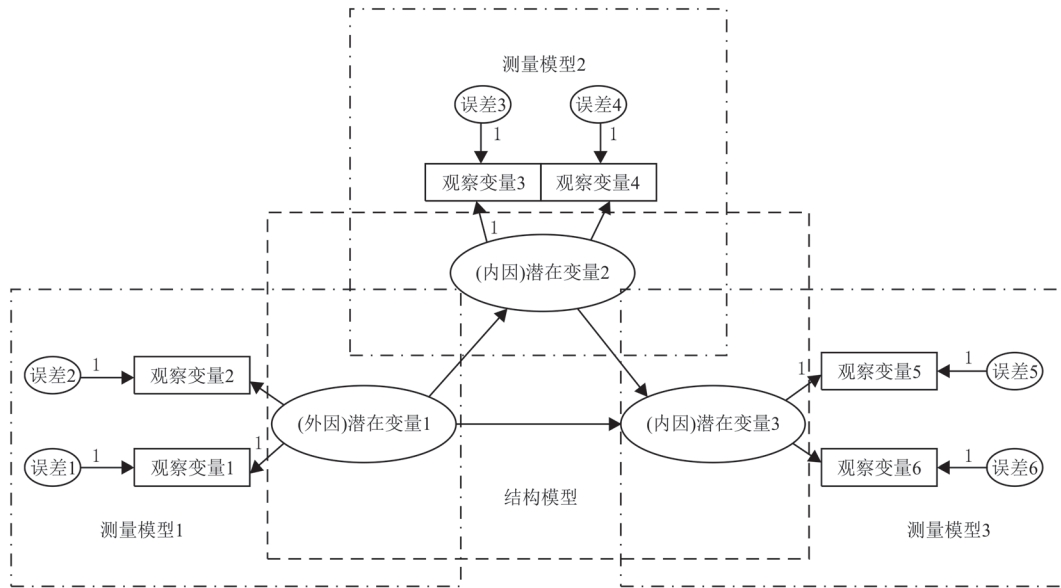 测量模型2
误差3
误差4
1
1
观察变量3
观察变量4
1
(内因)潜在变量2
误差2
1
观察变量2
1
观察变量5
1
误差5
(外因)潜在变量1
(内因)潜在变量3
误差1
1
观察变量1
1
观察变量6
1
误差6
结构模型
测量模型1
测量模型3